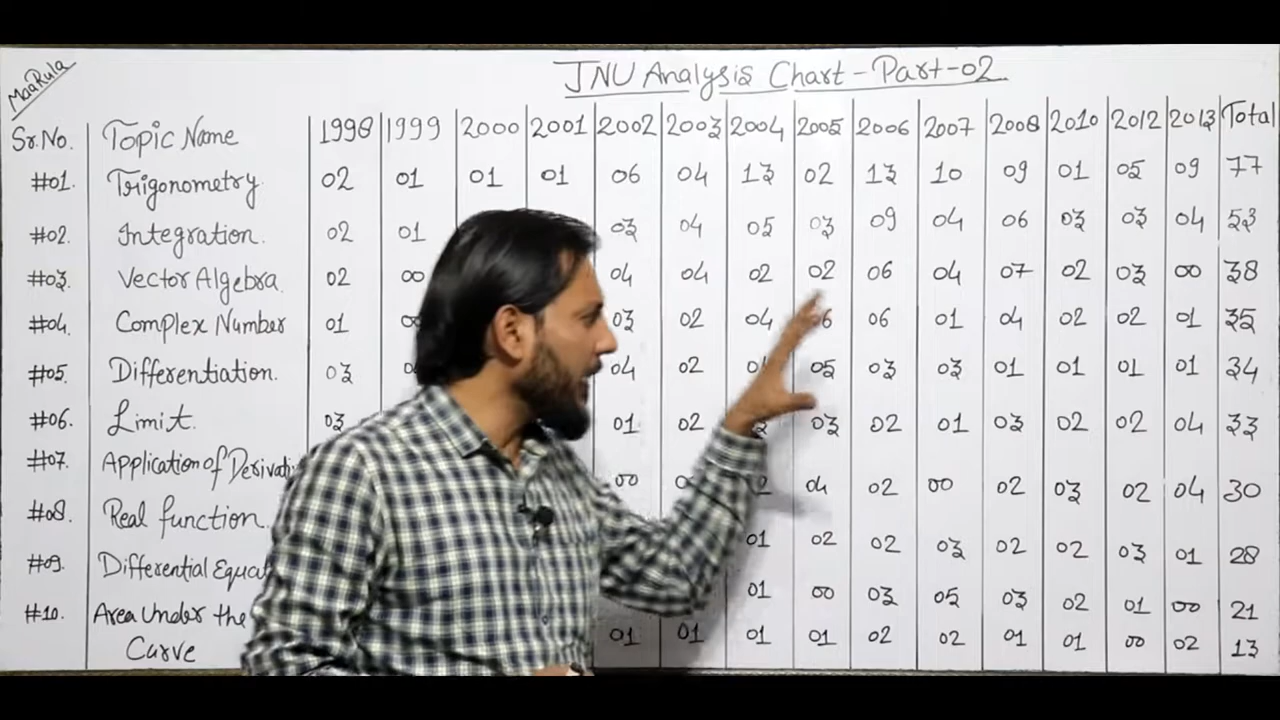 MaaRula
JNU Analysis Chart - Part-02
Sr.No. Topic Name 1998 1999 2000 2001 2002 2003 2004 2005 2006 2007 2008 2010 2012 2013 Total
#01. Trigonometry 02 01 01 01 06 04 13 02 13 10 09 01 05 09 77
#02. Integration. 02 01 03 04 05 03 09 04 06 03 03 04 53
#03. Vector Algebra 02 00 04 04 02 02 06 04 07 02 03 00 38
#04. Complex Number 01 03 02 04 06 06 01 04 02 02 01 35
#05. Differentiation. 03 04 02 05 03 03 01 01 01 01 34
#06. Limit. 03 01 02 03 02 01 03 02 02 04 33
#07. Application of 00 04 02 00 02 03 02 04 30
#08. Real function. 01 02 02 03 02 02 03 01 28
#09. Differential 01 00 03 05 03 02 01 00 21
#10. Area Under the
Curve 01 01 01 01 02 02 01 01 00 02 13